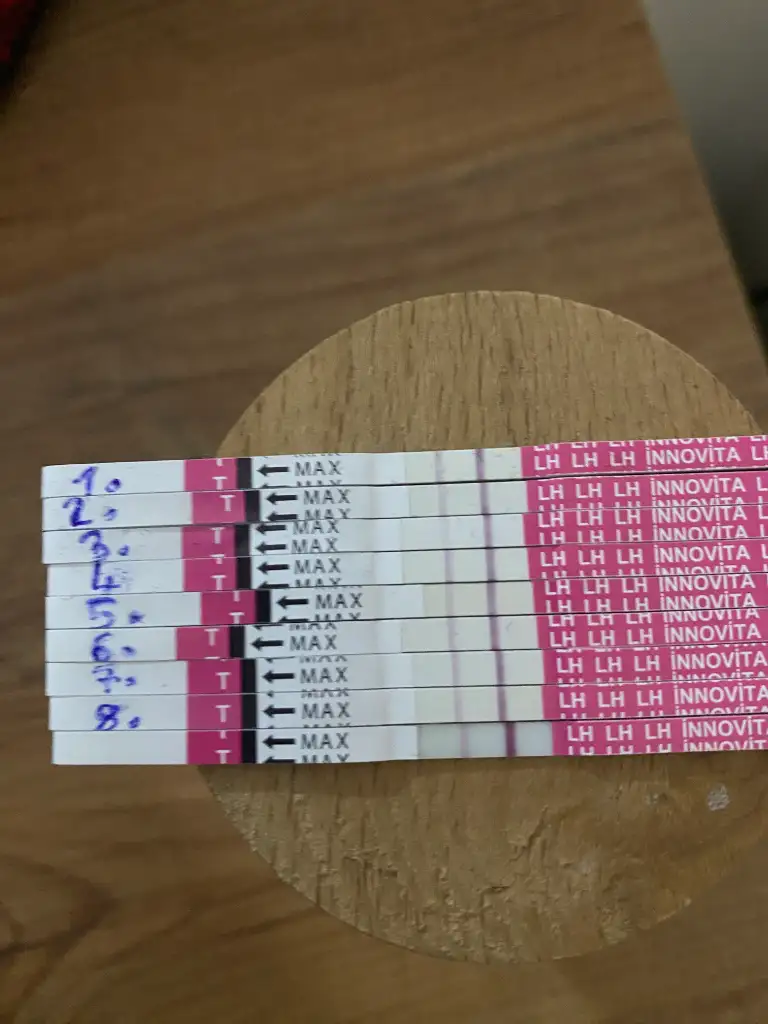 LH LH LH İNNOVİTA LH
1. T MAX LH LH LH İNNOVİTA LH
2. T MAX LH LH LH İNNOVİTA L
MAX
3. T MAX LH LH LH İNNOVİTA
4. T MAX LH LH LH İNNOVİTA
LH LH LH İNNOVİTA
5. T MAX LH LH LH İNNOVİTA
6. T MAX LH LH LH İNNOVİTA
7. T MAX LH LH LH İNNOVİTA
8. T MAX LH LH LH İNNOVİTA
T MAX LH LH LH İNNOVİTA